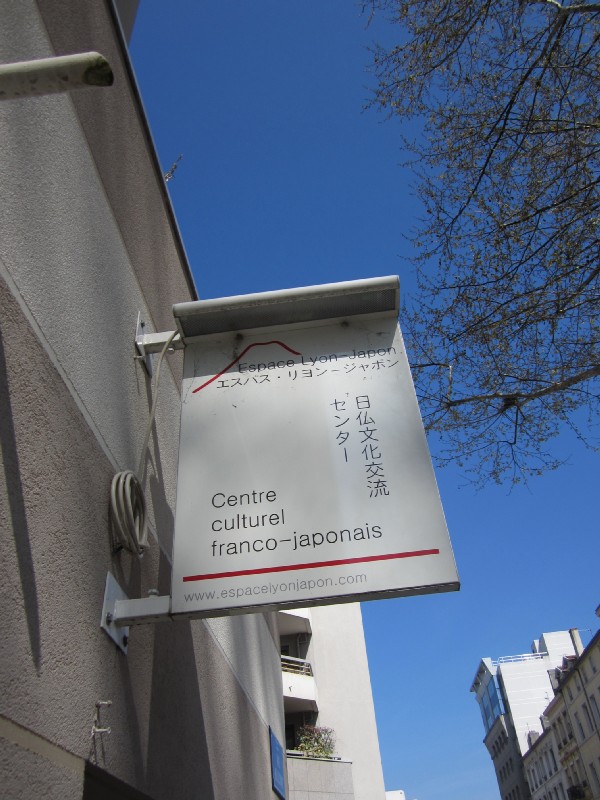 Espace Lyon-Japon
エスパス・リヨン-ジャポン
日仏文化交流
センター
Centre
culturel
franco-japonais
www.espacelyonjapon.com